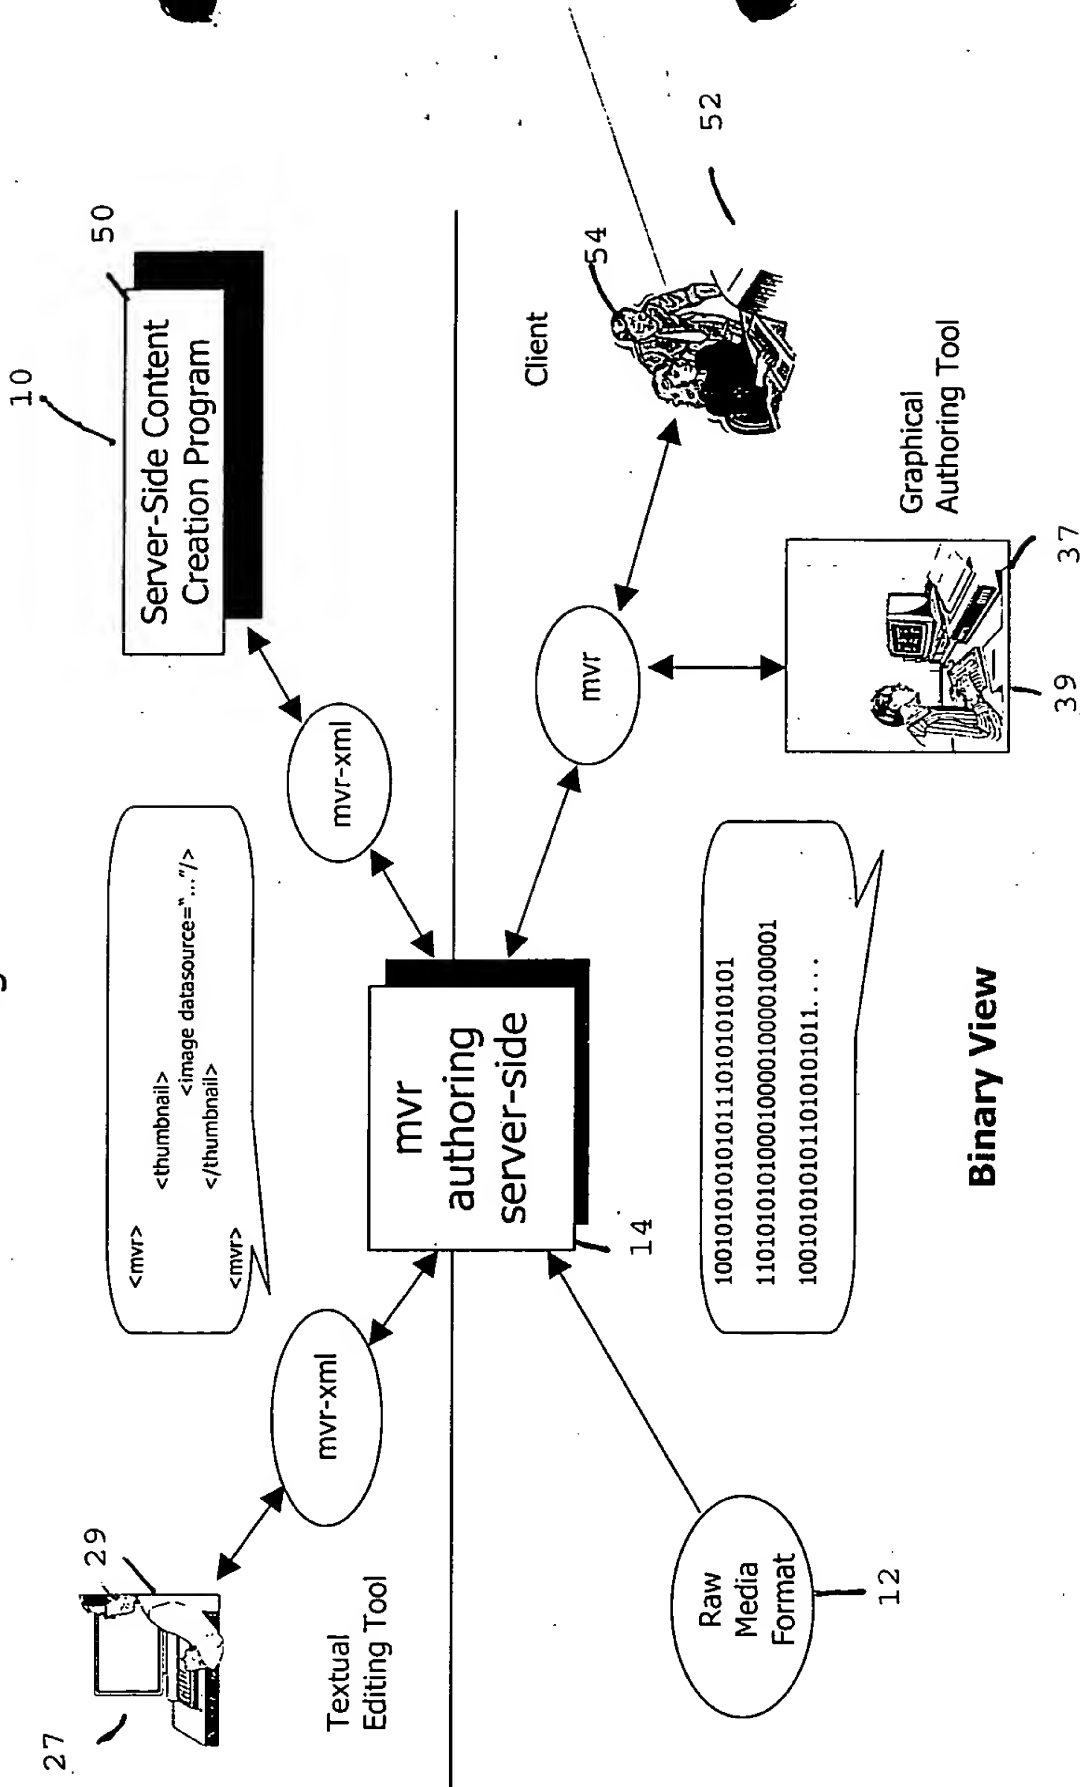 10
27
29
50
<mvr>
<thumbnail>
<image datasource="..."/>
</thumbnail>
<mvr>
Server-Side Content
Creation Program
mvr-xml
mvr-xml
Textual
Editing Tool
mvr
authoring
server-side
14
mvr
Client
54
52
Raw
Media
Format
12
100101010101011101010101010
110101010100010000100001000001
1001010101011010101011....
Graphical
Authoring Tool
Binary View
39
37